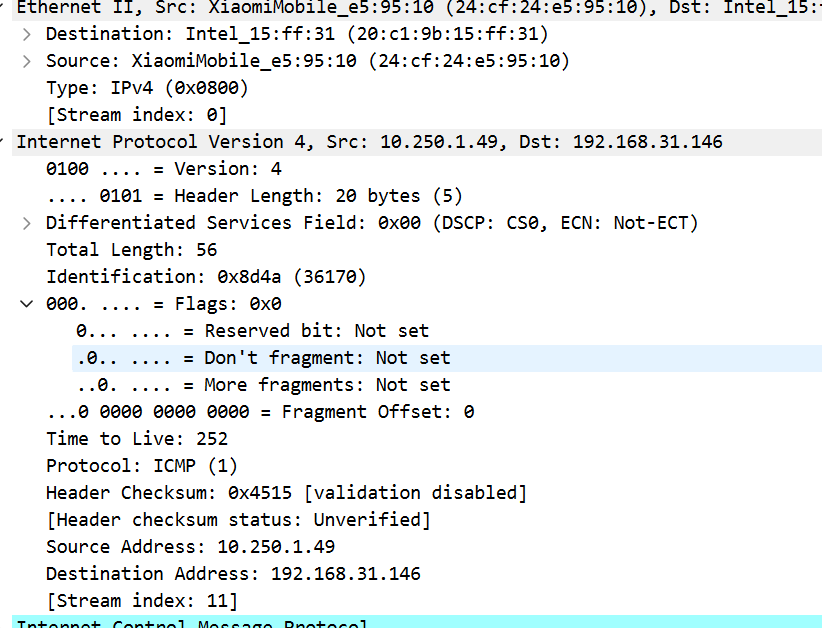 Ethernet II, Src: XiaomiMobile_e5:95:10 (24:cf:24:e5:95:10), Dst: Intel_15:
Destination: Intel_15:ff:31 (20:c1:9b:15:ff:31)
Source: XiaomiMobile_e5:95:10 (24:cf:24:e5:95:10)
Type: IPv4 (0x0800)
[Stream index: 0]
Internet Protocol Version 4, Src: 10.250.1.49, Dst: 192.168.31.146
0100 .... = Version: 4
.... 0101 = Header Length: 20 bytes (5)
Differentiated Services Field: 0x00 (DSCP: CS0, ECN: Not-ECT)
Total Length: 56
Identification: 0x8d4a (36170)
000. .... = Flags: 0x0
0... .... = Reserved bit: Not set
.0.. .... = Don't fragment: Not set
..0. .... = More fragments: Not set
...0 0000 0000 0000 = Fragment Offset: 0
Time to Live: 252
Protocol: ICMP (1)
Header Checksum: 0x4515 [validation disabled]
[Header checksum status: Unverified]
Source Address: 10.250.1.49
Destination Address: 192.168.31.146
[Stream index: 11]
Internet Control Message Protocol